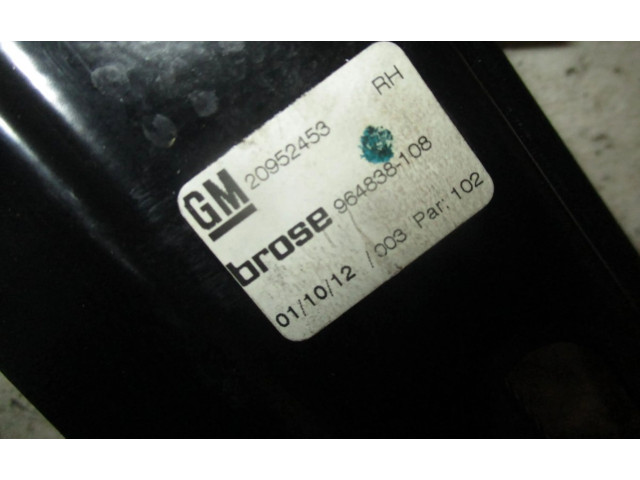 GM 20952453 RH
brose 964838-108
01/10/12 /003 Par: 102